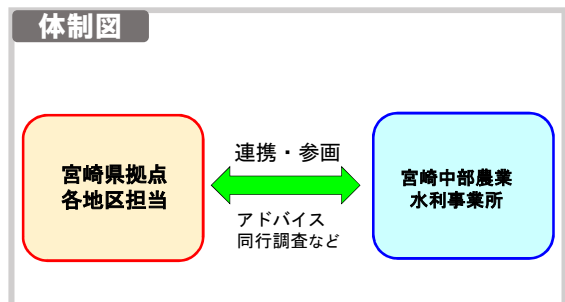 体制図
宮崎県拠点
各地区担当
連携・参画
アドバイス
同行調査など
宮崎中部農業
水利事業所